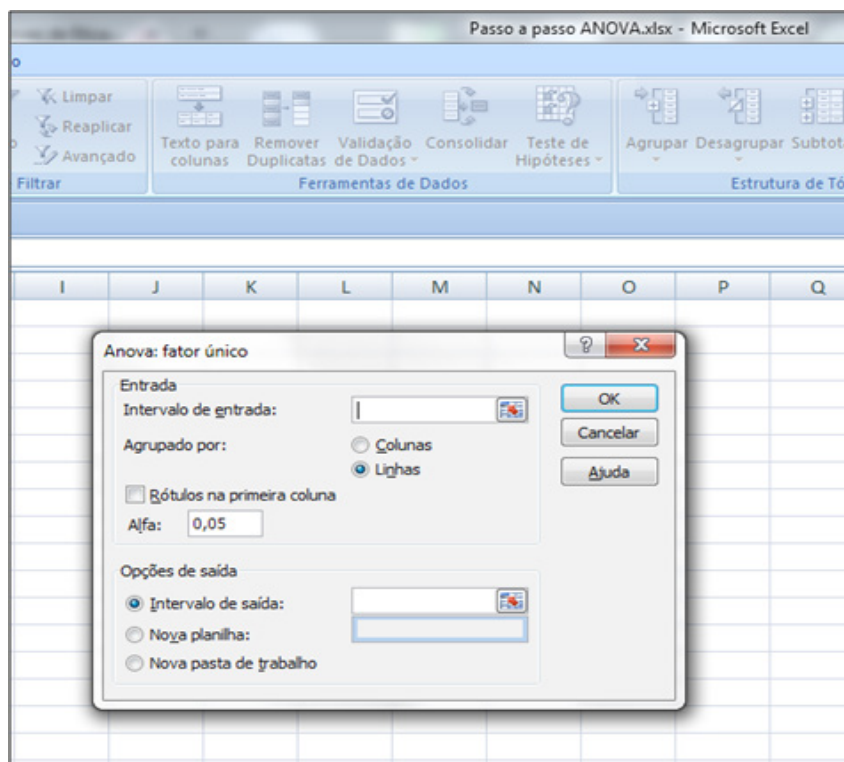 Passo a passo ANOVA.xlsx - Microsoft Excel
o
Limpar
Reaplicar
Avançado
Filtrar
Texto para colunas
Remover Duplicatas
Validação de Dados
Consolidar
Teste de Hipóteses
Ferramentas de Dados
Agrupar Desagrupar Subtot
Estrutura de Tó
I J K L M N O P Q
Anova: fator único
?
Entrada
Intervalo de entrada:
OK
Agrupado por:
Colunas
Cancelar
Linhas
Ajuda
Rótulos na primeira coluna
Alfa: 0,05
Opções de saída
Intervalo de saída:
Nova planilha:
Nova pasta de trabalho